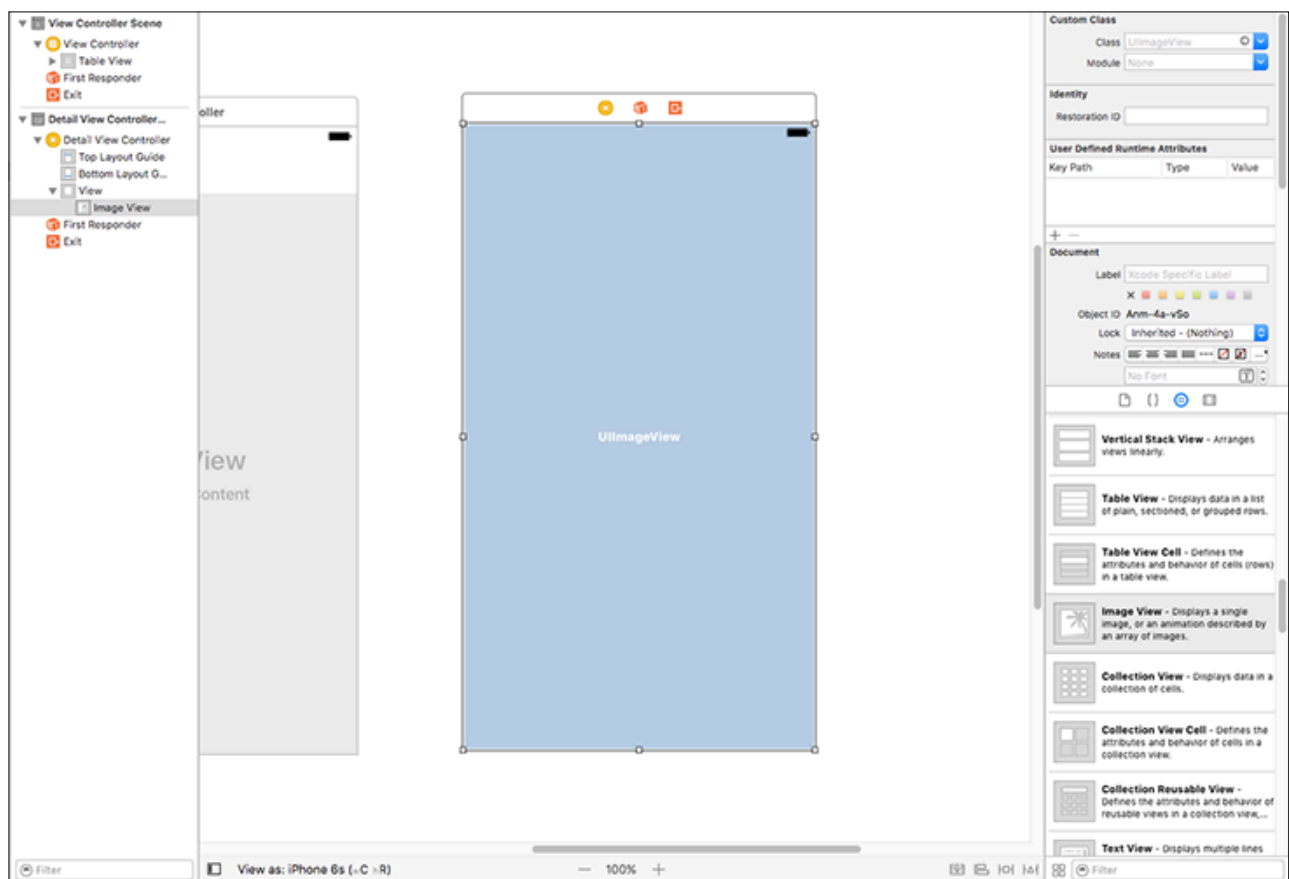 View Controller Scene
View Controller
Table View
First Responder
Exit
Detail View Controller...
Detail View Controller
Top Layout Guide
Bottom Layout G...
View
Image View
First Responder
Exit
Filter
oller
View
ontent
UIImageView
View as: iPhone 6s (wC hR)
100%
Custom Class
Class UIImageView
Module None
Identity
Restoration ID
User Defined Runtime Attributes
Key Path Type Value
Document
Label Xcode Specific Label
Object ID Anm-4a-vSo
Lock Inherited - (Nothing)
Notes
No Font
Vertical Stack View - Arranges
views linearly.
Table View - Displays data in a list
of plain, sectioned, or grouped rows.
Table View Cell - Defines the
attributes and behavior of cells (rows)
in a table view.
Image View - Displays a single
image, or an animation described by
an array of images.
Collection View - Displays data in a
collection of cells.
Collection View Cell - Defines the
attributes and behavior of cells in a
collection view.
Collection Reusable View -
Defines the attributes and behavior of
reusable views in a collection view,...
Text View - Displays multiple lines
Filter